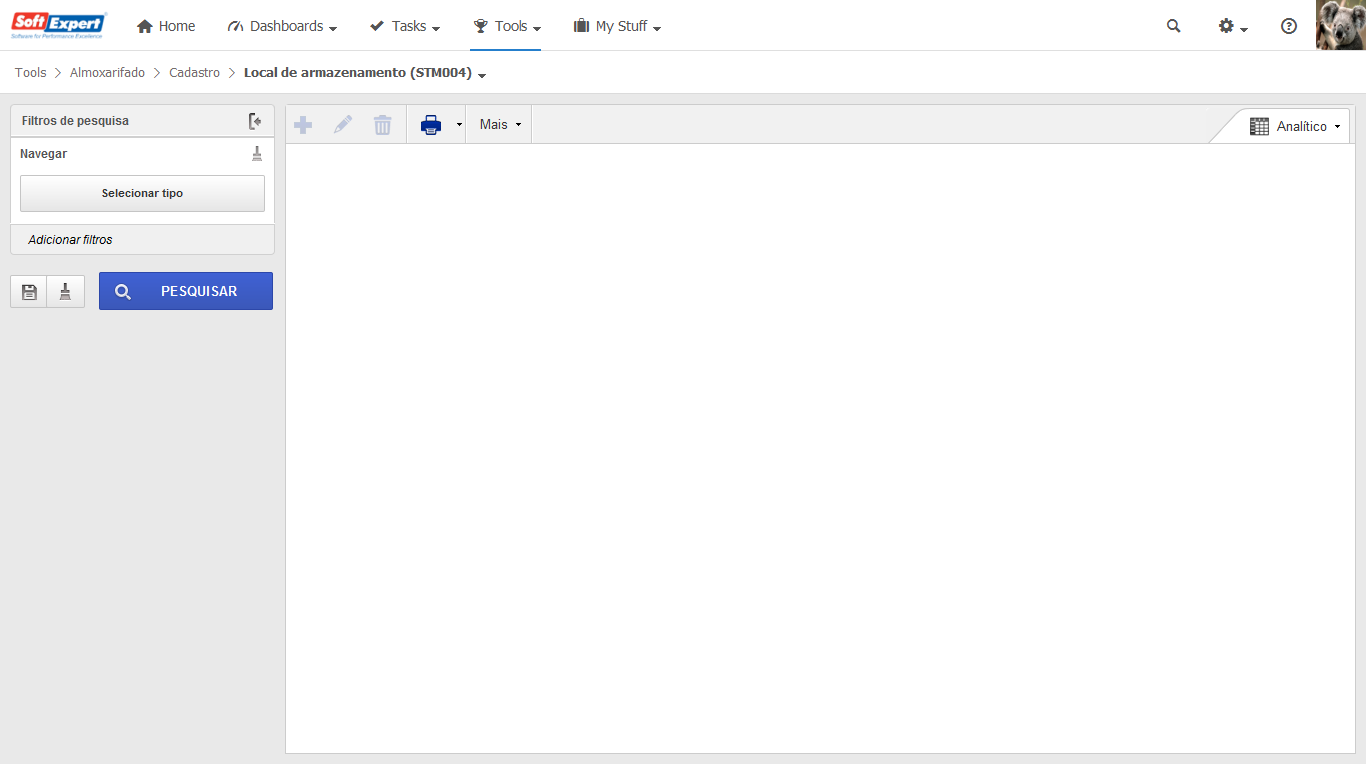 SoftExpert
Software for Performance Excellence
Home
Dashboards
Tasks
Tools
My Stuff
Tools > Almoxarifado > Cadastro > Local de armazenamento (STM004)
Filtros de pesquisa
Mais
Analítico
Navegar
Selecionar tipo
Adicionar filtros
PESQUISAR